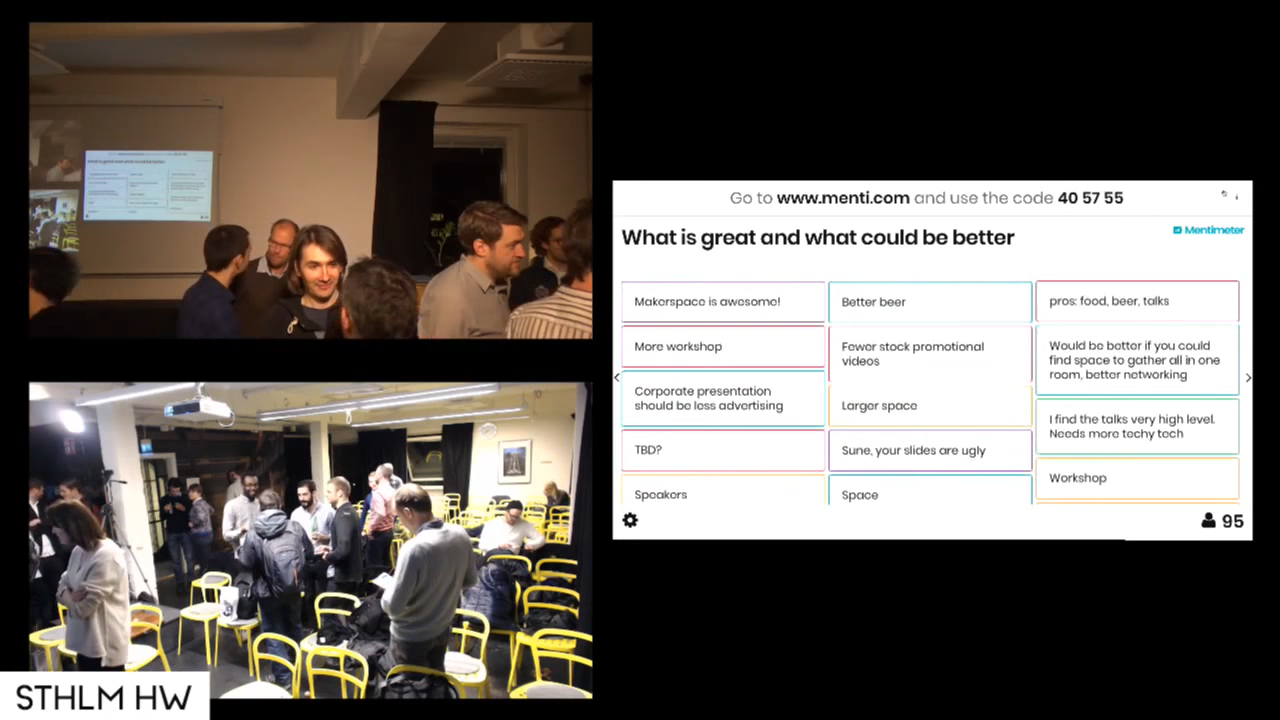 Go to www.menti.com and use the code 40 57 55
What is great and what could be better
Mentimeter
Makerspace is awesome!
More workshop
Corporate presentation
should be less advertising
TBD?
Speakers
Better beer
Fewer stock promotional
videos
Larger space
Sune, your slides are ugly
Space
pros: food, beer, talks
Would be better if you could
find space to gather all in one
room, better networking
I find the talks very high level.
Needs more techy tech
Workshop
95
STHLM HW